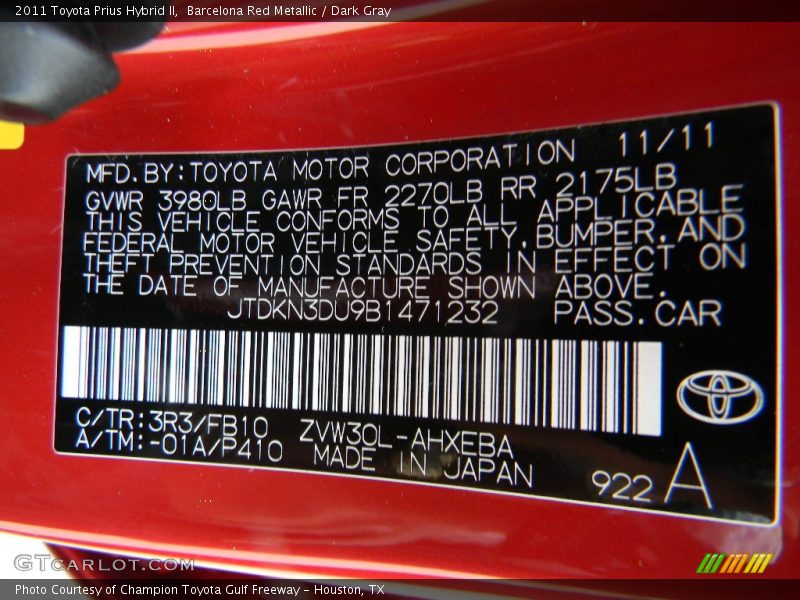 2011 Toyota Prius Hybrid II,  Barcelona Red Metallic / Dark Gray
MFD.BY:TOYOTA MOTOR CORPORATION 11/11
GVWR 3980LB GAWR FR 2270LB RR 2175LB
THIS VEHICLE CONFORMS TO ALL APPLICABLE
FEDERAL MOTOR VEHICLE SAFETY,BUMPER,AND
THEFT PREVENTION STANDARDS IN EFFECT ON
THE DATE OF MANUFACTURE SHOWN ABOVE.
JTDKN3DU9B1471232 PASS.CAR
C/TR:3R3/FB10 ZVW30L-AHXEBA
A/TM:-01A/P410 MADE IN JAPAN
922 A
GTCARLOT.COM
Photo Courtesy of Champion Toyota Gulf Freeway - Houston, TX